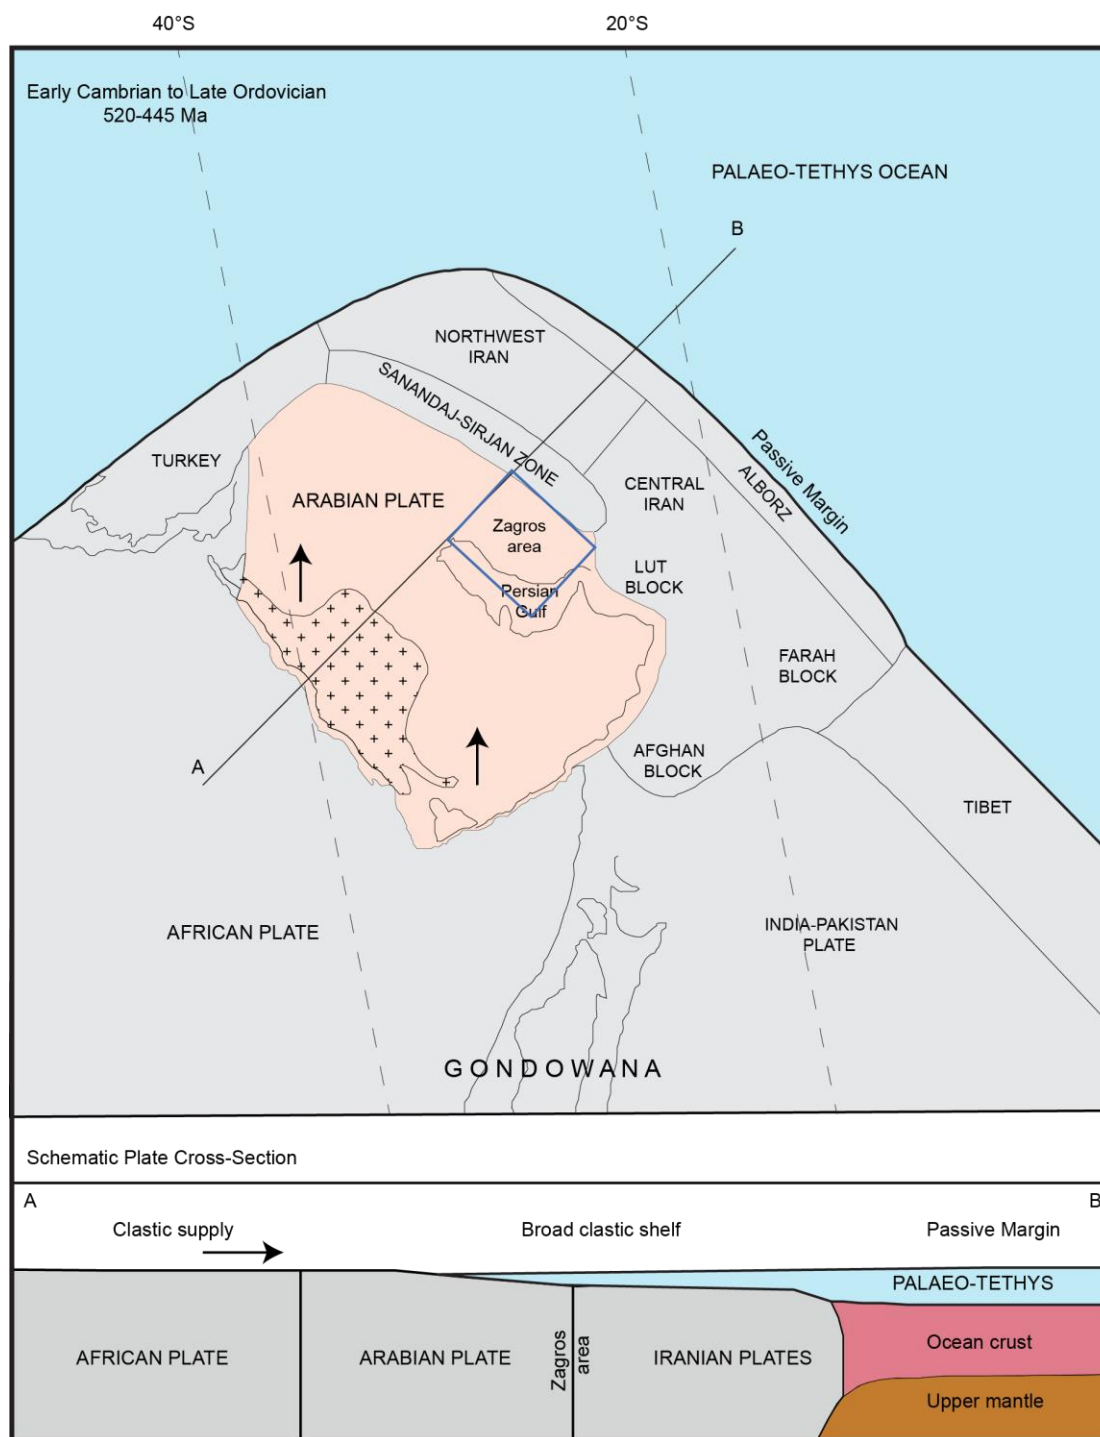 40°S
20°S
Early Cambrian to Late Ordovician
520-445 Ma
PALAEO-TETHYS OCEAN
B
NORTHWEST
IRAN
SANANDAJ-SIRJAN ZONE
Passive Margin
ALBORZ
TURKEY
ARABIAN PLATE
CENTRAL
IRAN
Zagros
area
LUT
BLOCK
Persian
Gulf
FARAH
BLOCK
A
AFGHAN
BLOCK
TIBET
AFRICAN PLATE
INDIA-PAKISTAN
PLATE
GONDOWANA
Schematic Plate Cross-Section
A
B
Clastic supply
Broad clastic shelf
Passive Margin
PALAEO-TETHYS
AFRICAN PLATE
ARABIAN PLATE
Zagros
area
IRANIAN PLATES
Ocean crust
Upper mantle